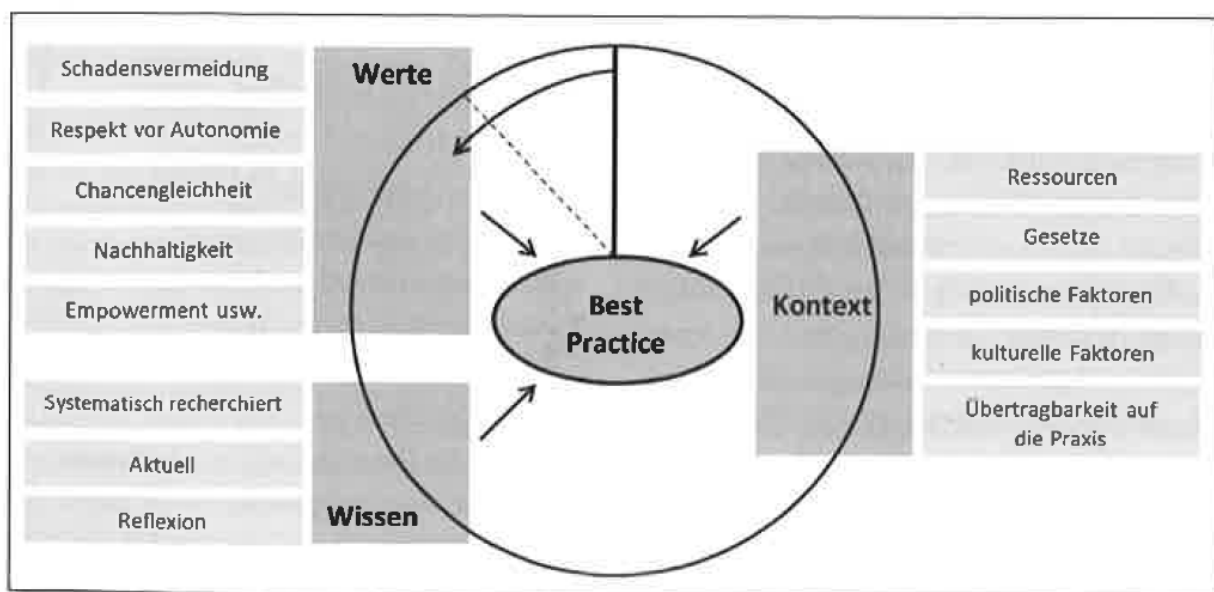 Schadensvermeidung
Respekt vor Autonomie
Chancengleichheit
Nachhaltigkeit
Empowerment usw.
Werte
Systematisch recherchiert
Aktuell
Reflexion
Wissen
Best
Practice
Kontext
Ressourcen
Gesetze
politische Faktoren
kulturelle Faktoren
Übertragbarkeit auf
die Praxis